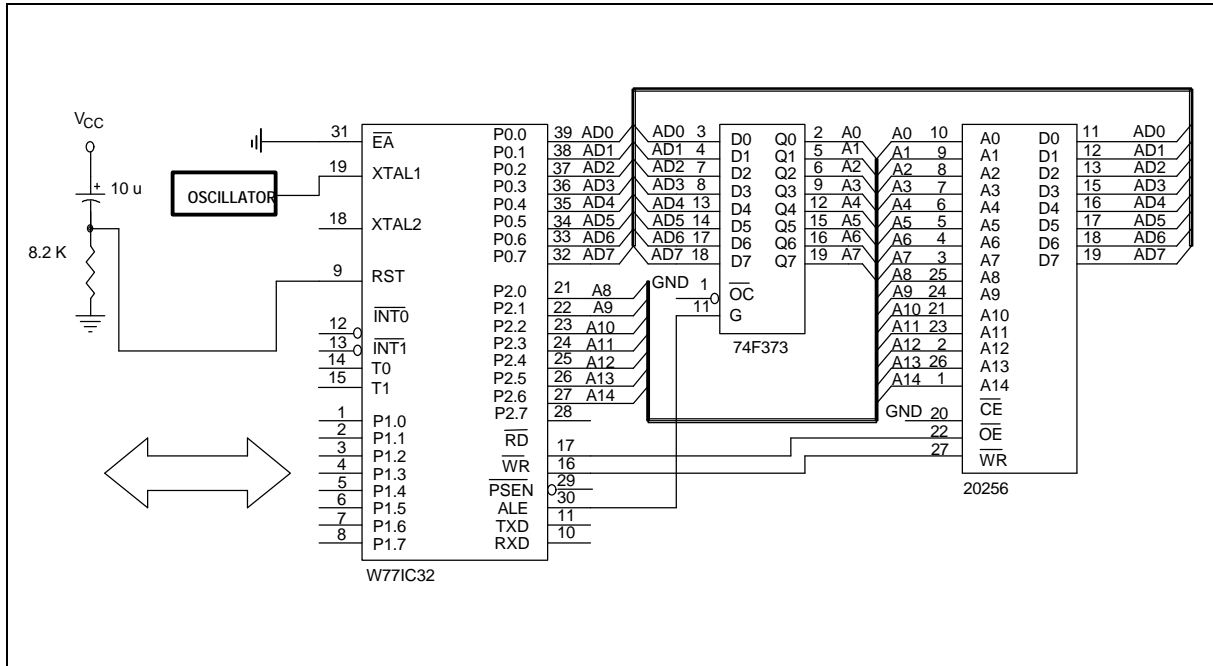 VCC
10 u
8.2 K
OSCILLATOR
31 EA
19 XTAL1
18 XTAL2
9 RST
12 INT0
13 INT1
14 T0
15 T1
1 P1.0
2 P1.1
3 P1.2
4 P1.3
5 P1.4
6 P1.5
7 P1.6
8 P1.7
P0.0 39 AD0
P0.1 38 AD1
P0.2 37 AD2
P0.3 36 AD3
P0.4 35 AD4
P0.5 34 AD5
P0.6 33 AD6
P0.7 32 AD7
P2.0 21 A8
P2.1 22 A9
P2.2 23 A10
P2.3 24 A11
P2.4 25 A12
P2.5 26 A13
P2.6 27 A14
P2.7 28
RD 17
WR 16
PSEN 29
ALE 30
TXD 11
RXD 10
W77IC32
AD0 3 D0 Q0 2 A0
AD1 4 D1 Q1 5 A1
AD2 7 D2 Q2 6 A2
AD3 8 D3 Q3 9 A3
AD4 13 D4 Q4 12 A4
AD5 14 D5 Q5 15 A5
AD6 17 D6 Q6 16 A6
AD7 18 D7 Q7 19 A7
GND 1 OC
11 G
74F373
A0 10 A0 D0 11 AD0
A1 9 A1 D1 12 AD1
A2 8 A2 D2 13 AD2
A3 7 A3 D3 15 AD3
A4 6 A4 D4 16 AD4
A5 5 A5 D5 17 AD5
A6 4 A6 D6 18 AD6
A7 3 A7 D7 19 AD7
A8 25 A8
A9 24 A9
A10 21 A10
A11 23 A11
A12 2 A12
A13 26 A13
A14 1 A14
GND 20 CE
22 OE
27 WR
20256